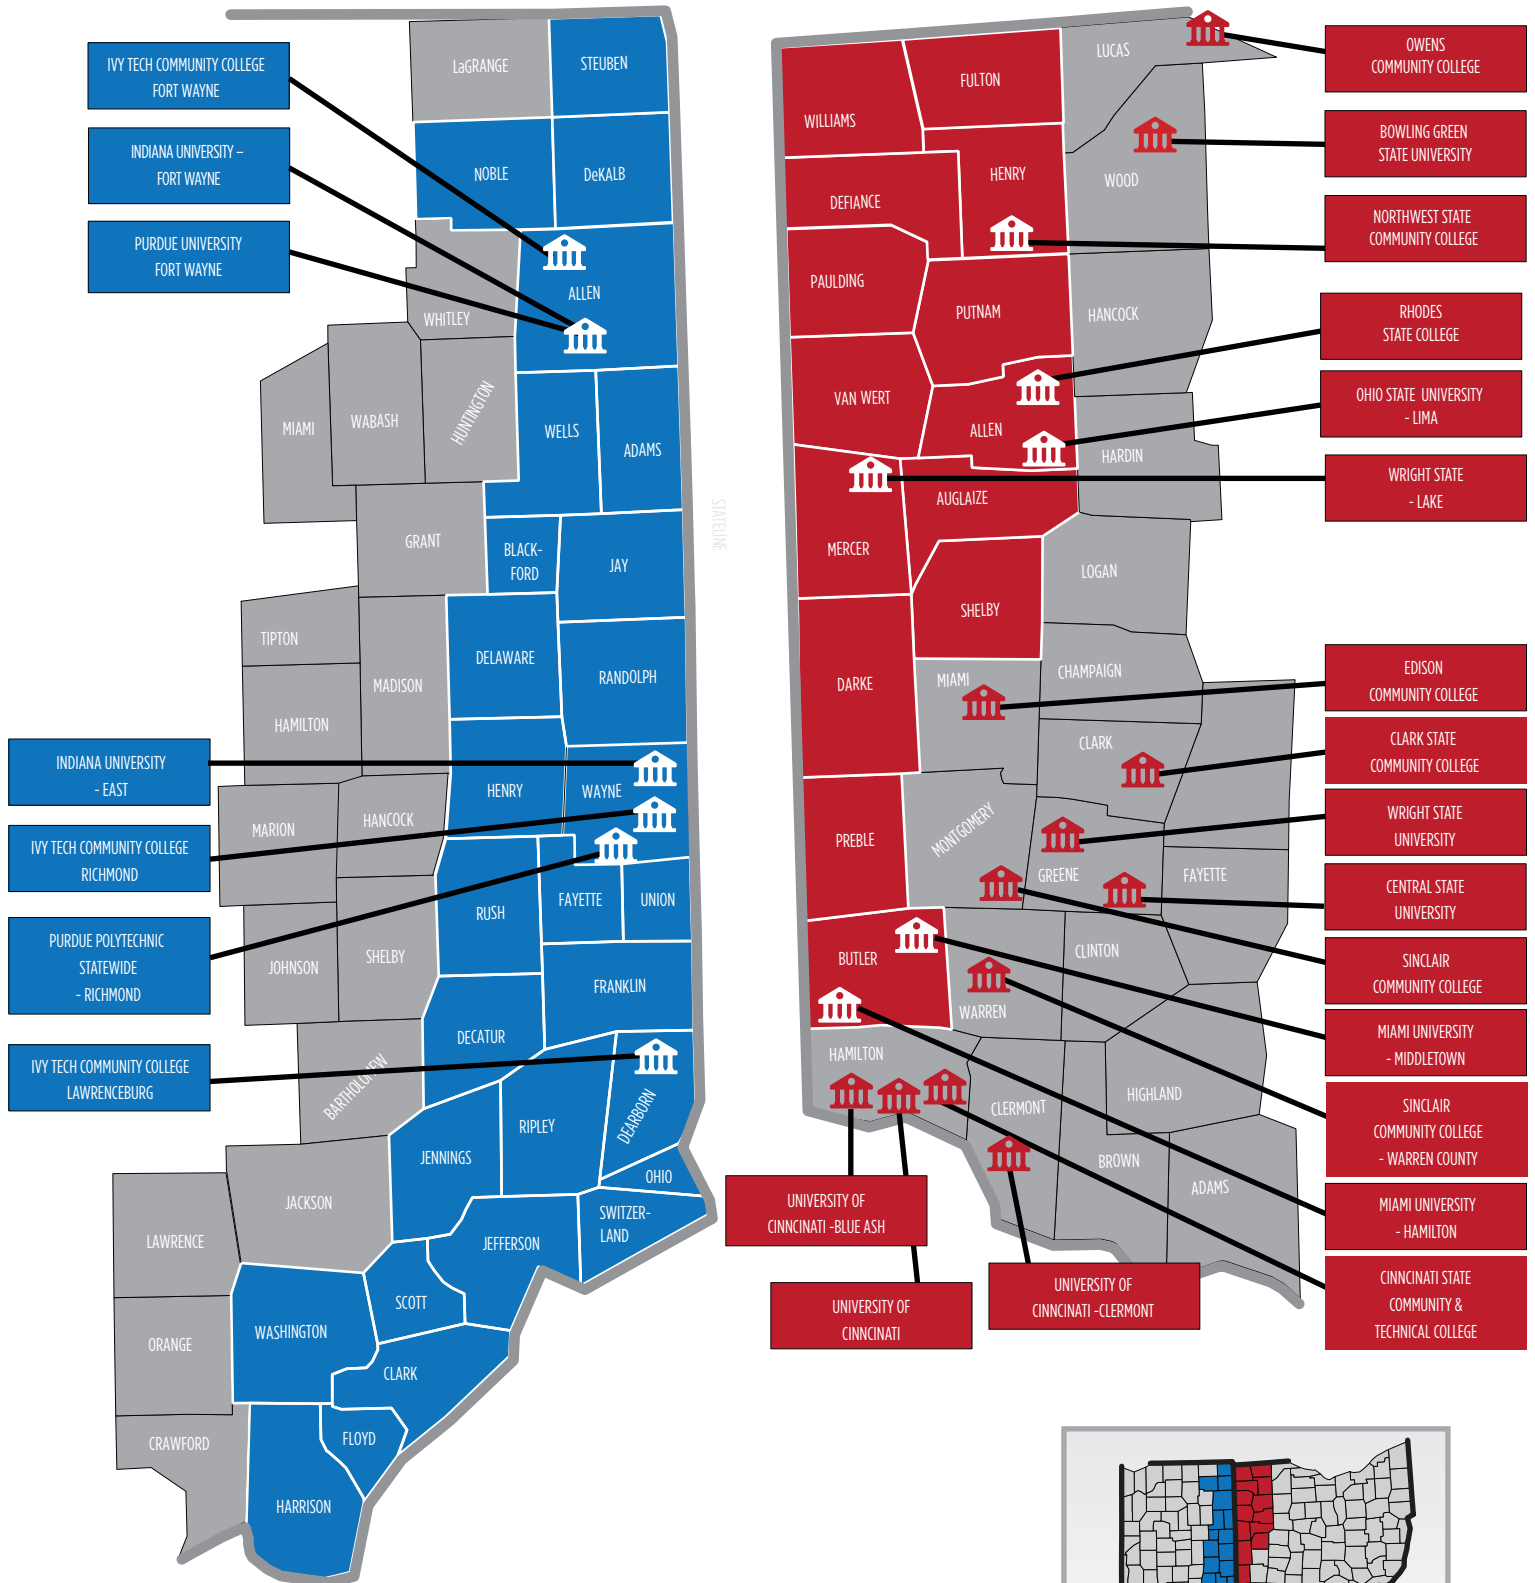 IVY TECH COMMUNITY COLLEGE
FORT WAYNE
INDIANA UNIVERSITY –
FORT WAYNE
PURDUE UNIVERSITY
FORT WAYNE
INDIANA UNIVERSITY
- EAST
IVY TECH COMMUNITY COLLEGE
RICHMOND
PURDUE POLYTECHNIC
STATEWIDE
- RICHMOND
IVY TECH COMMUNITY COLLEGE
LAWRENCEBURG
LaGRANGE
STEUBEN
NOBLE
DeKALB
ALLEN
WHITLEY
HUNTINGTON
WABASH
MIAMI
WELLS
ADAMS
GRANT
BLACK-
FORD
JAY
TIPTON
MADISON
DELAWARE
RANDOLPH
HAMILTON
HENRY
WAYNE
MARION
HANCOCK
RUSH
FAYETTE
UNION
JOHNSON
SHELBY
FRANKLIN
DECATUR
BARTHOLOMEW
RIPLEY
DEARBORN
JENNINGS
OHIO
JACKSON
SWITZER-
LAND
LAWRENCE
JEFFERSON
SCOTT
WASHINGTON
ORANGE
CLARK
CRAWFORD
FLOYD
HARRISON
STATELINE
LUCAS
FULTON
WILLIAMS
HENRY
WOOD
DEFIANCE
PAULDING
PUTNAM
HANCOCK
VAN WERT
ALLEN
HARDIN
AUGLAIZE
MERCER
LOGAN
SHELBY
DARKE
MIAMI
CHAMPAIGN
CLARK
PREBLE
MONTGOMERY
GREENE
FAYETTE
BUTLER
CLINTON
WARREN
HAMILTON
CLERMONT
HIGHLAND
BROWN
ADAMS
OWENS
COMMUNITY COLLEGE
BOWLING GREEN
STATE UNIVERSITY
NORTHWEST STATE
COMMUNITY COLLEGE
RHODES
STATE COLLEGE
OHIO STATE UNIVERSITY
- LIMA
WRIGHT STATE
- LAKE
EDISON
COMMUNITY COLLEGE
CLARK STATE
COMMUNITY COLLEGE
WRIGHT STATE
UNIVERSITY
CENTRAL STATE
UNIVERSITY
SINCLAIR
COMMUNITY COLLEGE
MIAMI UNIVERSITY
- MIDDLETOWN
SINCLAIR
COMMUNITY COLLEGE
- WARREN COUNTY
MIAMI UNIVERSITY
- HAMILTON
CINNCINATI STATE
COMMUNITY &
TECHNICAL COLLEGE
UNIVERSITY OF
CINNCINATI -BLUE ASH
UNIVERSITY OF
CINNCINATI
UNIVERSITY OF
CINNCINATI -CLERMONT